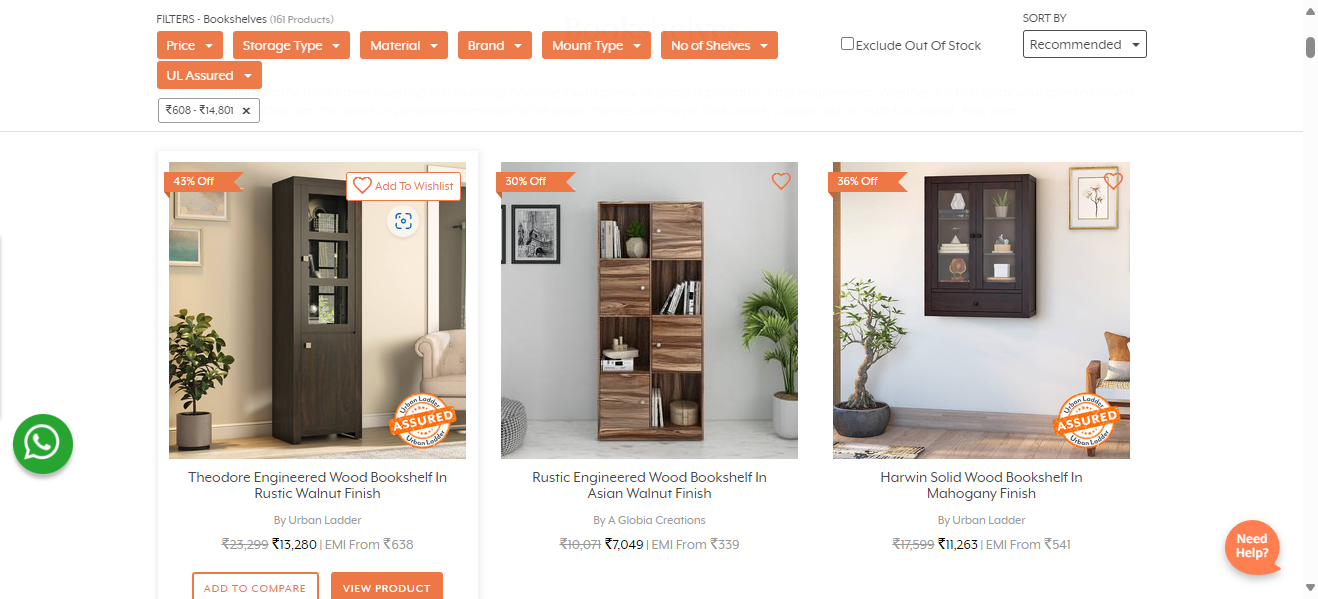 FILTERS - Bookshelves (161 Products)
SORT BY
Price
Storage Type
Material
Brand
Mount Type
No of Shelves
Exclude Out Of Stock
Recommended
UL Assured
₹608 - ₹14,801 ×
43% Off
Add To Wishlist
30% Off
36% Off
Urban Ladder
ASSURED
Urban Ladder
Urban Ladder
ASSURED
Urban Ladder
Theodore Engineered Wood Bookshelf In
Rustic Walnut Finish
By Urban Ladder
₹23,299 ₹13,280 | EMI From ₹638
ADD TO COMPARE
VIEW PRODUCT
Rustic Engineered Wood Bookshelf In
Asian Walnut Finish
By A Globia Creations
₹10,071 ₹7,049 | EMI From ₹339
Harwin Solid Wood Bookshelf In
Mahogany Finish
By Urban Ladder
₹17,599 ₹11,263 | EMI From ₹541
Need
Help?